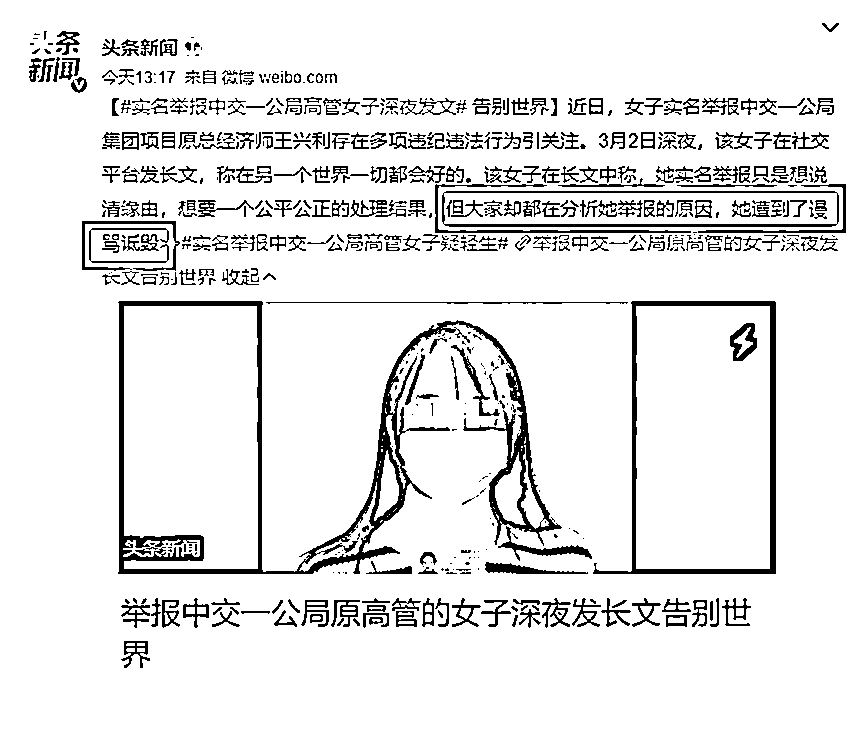 头条
新闻
头条新闻
今天13:17 来自 微博 weibo.com
【#实名举报中交一公局高管女子深夜发文# 告别世界】近日，女子实名举报中交一公局
集团项目原总经济师王兴利存在多项违纪违法行为引关注。3月2日深夜，该女子在社交
平台发长文，称在另一个世界一切都会好的。该女子在长文中称，她实名举报只是想说
清缘由，想要一个公平公正的处理结果，但大家却都在分析她举报的原因，她遭到了谩
骂诋毁。#实名举报中交一公局高管女子疑轻生# 举报中交一公局原高管的女子深夜发
长文告别世界 收起
头条新闻
举报中交一公局原高管的女子深夜发长文告别世
界